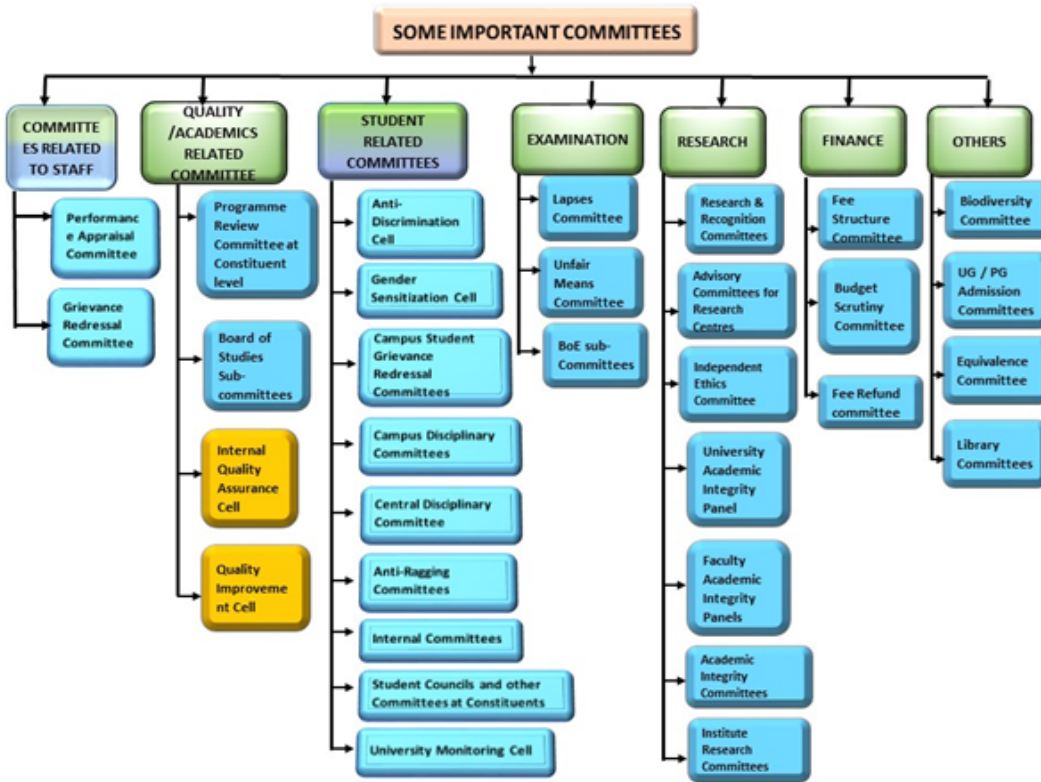 SOME IMPORTANT COMMITTEES
COMMITTE
ES RELATED
TO STAFF
Performanc
e Appraisal
Committee
Grievance
Redressal
Committee
QUALITY
/ACADEMICS
RELATED
COMMITTEE
Programme
Review
Committee at
Constituent
level
Board of
Studies
Sub-
committees
Internal
Quality
Assurance
Cell
Quality
Improveme
nt Cell
STUDENT
RELATED
COMMITTEES
Anti-
Discrimination
Cell
Gender
Sensitization Cell
Campus Student
Grievance
Redressal
Committees
Campus Disciplinary
Committees
Central Disciplinary
Committee
Anti-Ragging
Committees
Internal Committees
Student Councils and other
Committees at Constituents
University Monitoring Cell
EXAMINATION
Lapses
Committee
Unfair
Means
Committee
BoE sub-
Committees
RESEARCH
Research &
Recognition
Committees
Advisory
Committees for
Research
Centres
Independent
Ethics
Committee
University
Academic
Integrity
Panel
Faculty
Academic
Integrity
Panels
Academic
Integrity
Committees
Institute
Research
Committees
FINANCE
Fee
Structure
Committee
Budget
Scrutiny
Committee
Fee Refund
committee
OTHERS
Biodiversity
Committee
UG / PG
Admission
Committees
Equivalence
Committee
Library
Committees